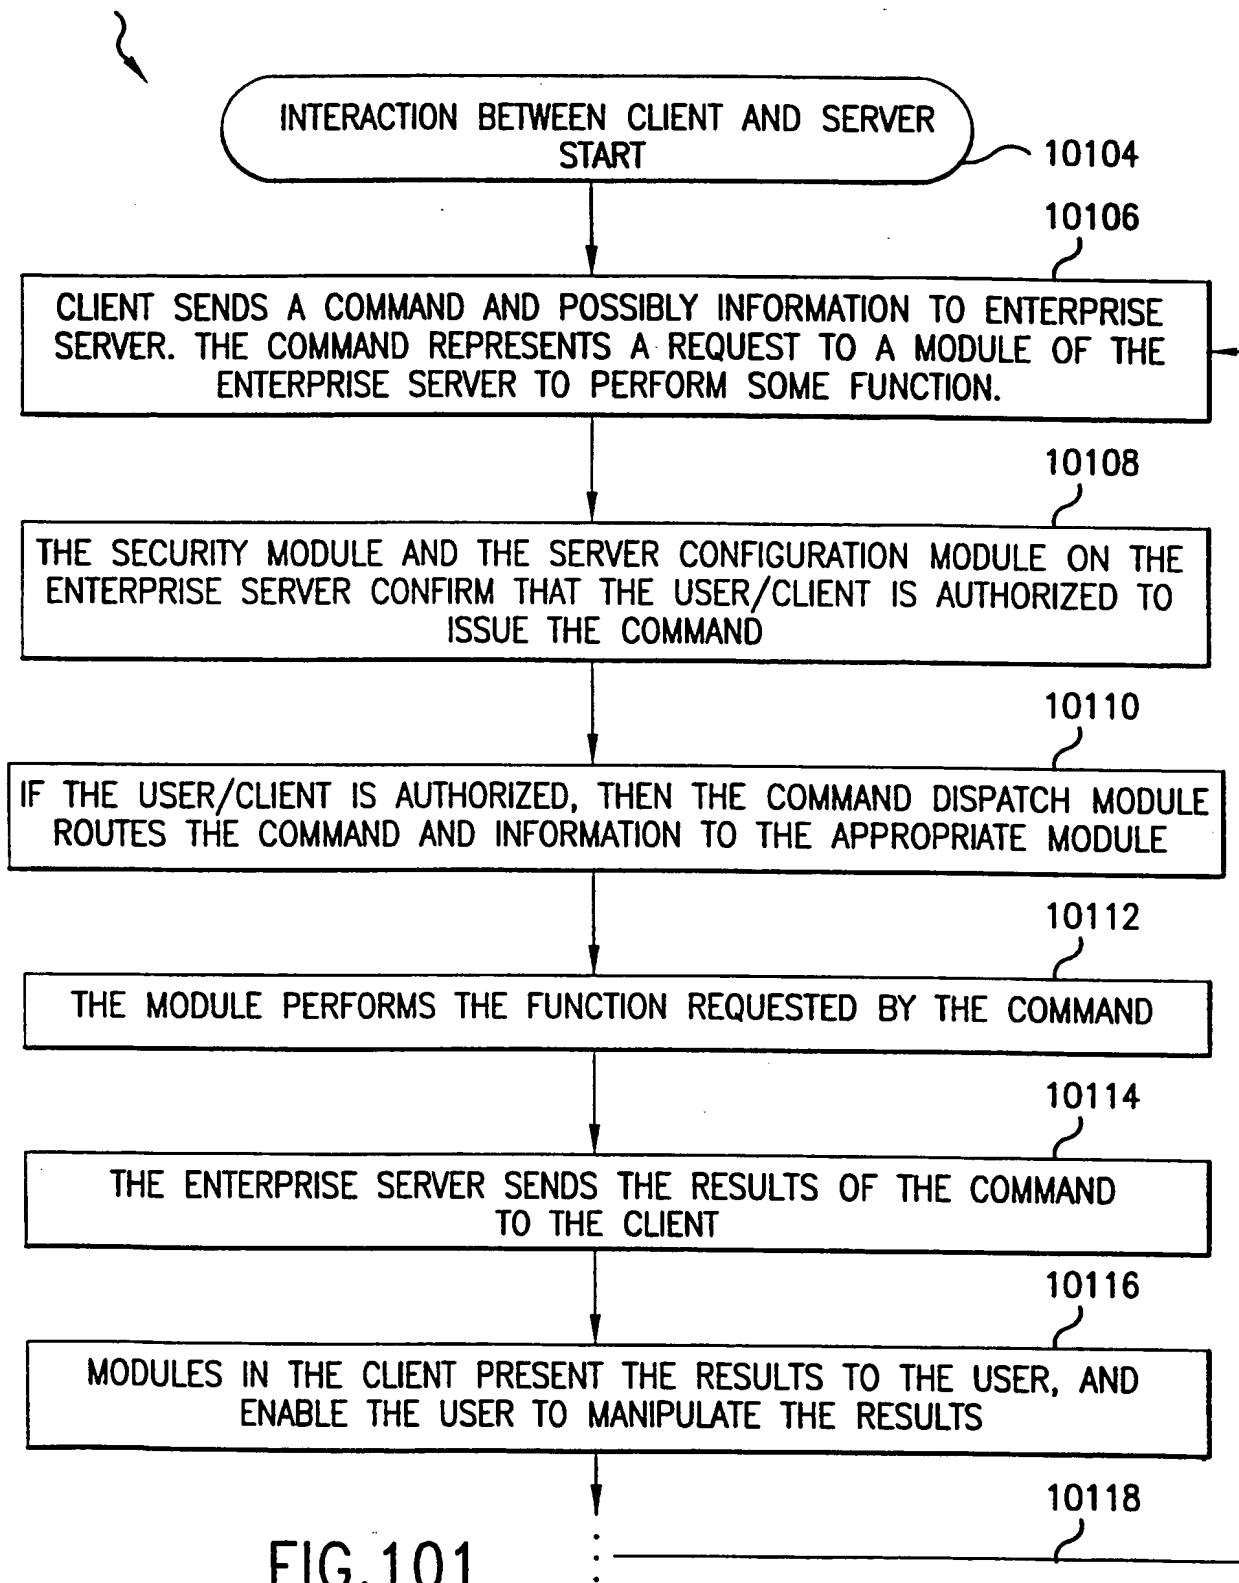 INTERACTION BETWEEN CLIENT AND SERVER
START
10104
10106
CLIENT SENDS A COMMAND AND POSSIBLY INFORMATION TO ENTERPRISE
SERVER. THE COMMAND REPRESENTS A REQUEST TO A MODULE OF THE
ENTERPRISE SERVER TO PERFORM SOME FUNCTION.
10108
THE SECURITY MODULE AND THE SERVER CONFIGURATION MODULE ON THE
ENTERPRISE SERVER CONFIRM THAT THE USER/CLIENT IS AUTHORIZED TO
ISSUE THE COMMAND
10110
IF THE USER/CLIENT IS AUTHORIZED, THEN THE COMMAND DISPATCH MODULE
ROUTES THE COMMAND AND INFORMATION TO THE APPROPRIATE MODULE
10112
THE MODULE PERFORMS THE FUNCTION REQUESTED BY THE COMMAND
10114
THE ENTERPRISE SERVER SENDS THE RESULTS OF THE COMMAND
TO THE CLIENT
10116
MODULES IN THE CLIENT PRESENT THE RESULTS TO THE USER, AND
ENABLE THE USER TO MANIPULATE THE RESULTS
10118
FIG.101